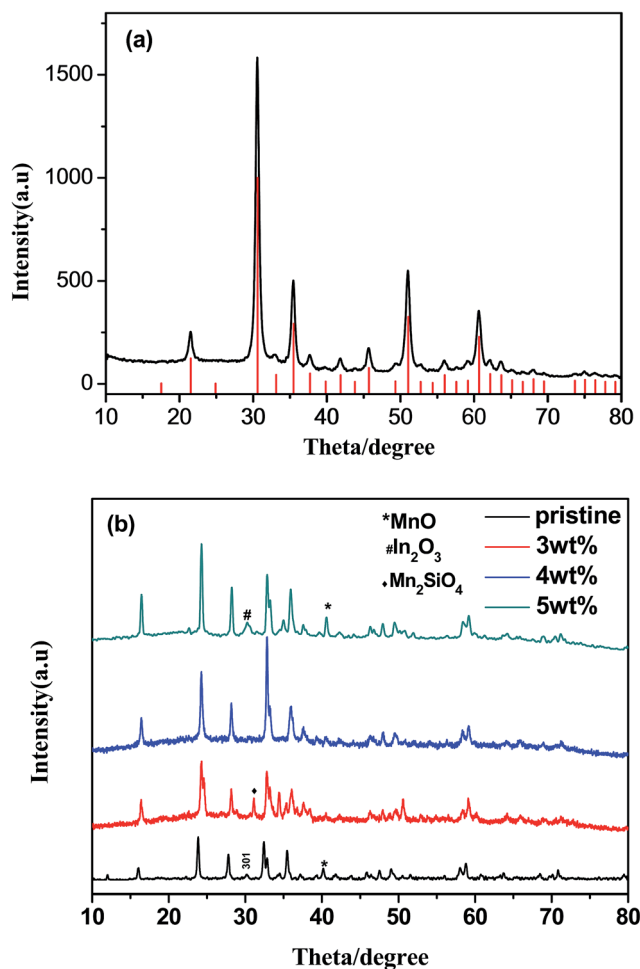 (a)
Intensity(a.u)
1500
1000
500
0
10 20 30 40 50 60 70 80
Theta/degree
(b)
*MnO
#In₂O₃
♦Mn₂SiO₄
pristine
3wt%
4wt%
5wt%
#
*
♦
301
*
Intensity(a.u)
10 20 30 40 50 60 70 80
Theta/degree